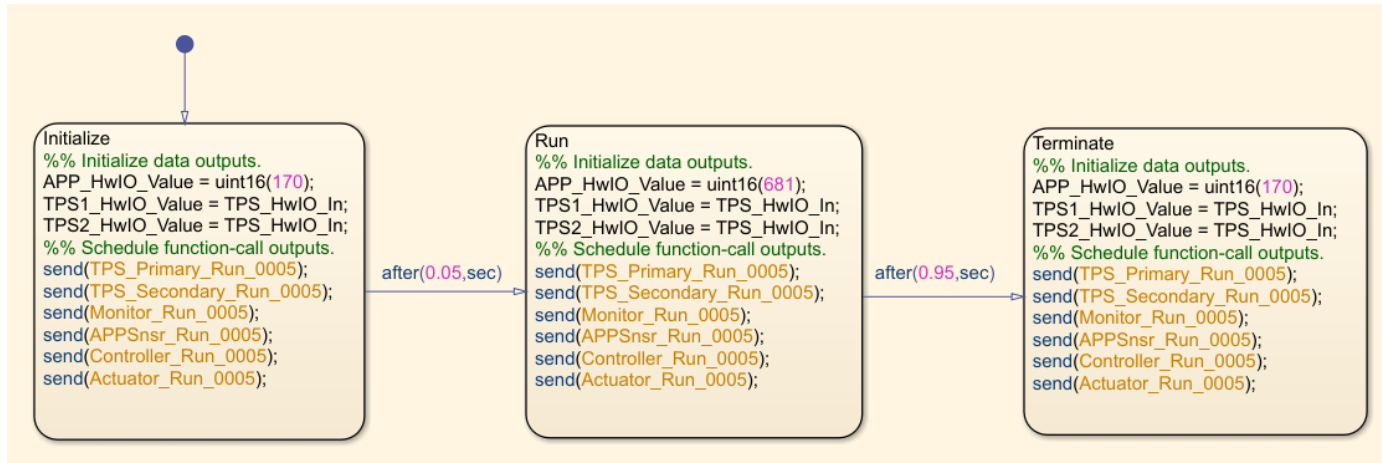 Initialize
%% Initialize data outputs.
APP_HwIO_Value = uint16(170);
TPS1_HwIO_Value = TPS_HwIO_In;
TPS2_HwIO_Value = TPS_HwIO_In;
%% Schedule function-call outputs.
send(TPS_Primary_Run_0005);
send(TPS_Secondary_Run_0005);
send(Monitor_Run_0005);
send(APPSnsr_Run_0005);
send(Controller_Run_0005);
send(Actuator_Run_0005);
after(0.05,sec)
Run
%% Initialize data outputs.
APP_HwIO_Value = uint16(681);
TPS1_HwIO_Value = TPS_HwIO_In;
TPS2_HwIO_Value = TPS_HwIO_In;
%% Schedule function-call outputs.
send(TPS_Primary_Run_0005);
send(TPS_Secondary_Run_0005);
send(Monitor_Run_0005);
send(APPSnsr_Run_0005);
send(Controller_Run_0005);
send(Actuator_Run_0005);
after(0.95,sec)
Terminate
%% Initialize data outputs.
APP_HwIO_Value = uint16(170);
TPS1_HwIO_Value = TPS_HwIO_In;
TPS2_HwIO_Value = TPS_HwIO_In;
%% Schedule function-call outputs.
send(TPS_Primary_Run_0005);
send(TPS_Secondary_Run_0005);
send(Monitor_Run_0005);
send(APPSnsr_Run_0005);
send(Controller_Run_0005);
send(Actuator_Run_0005);